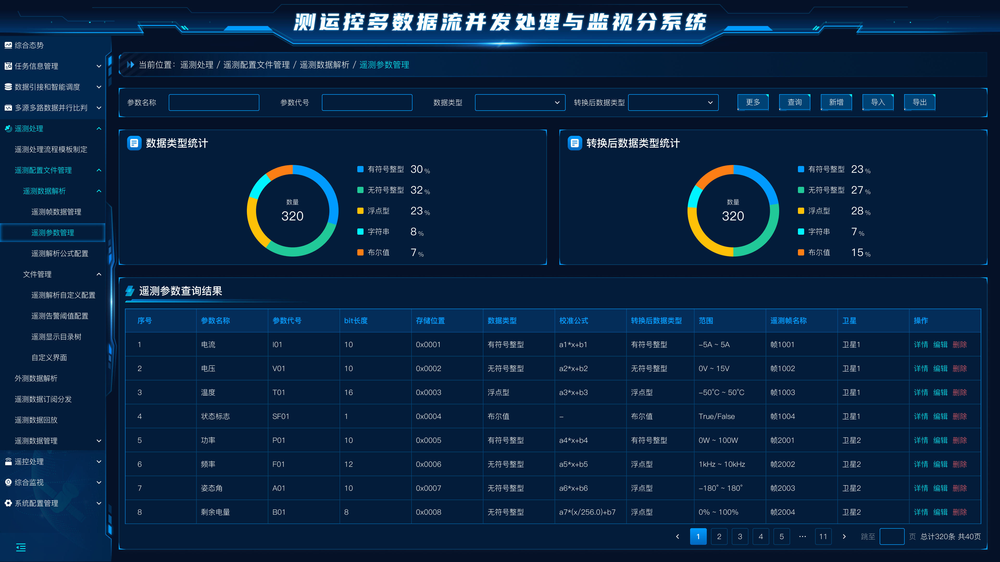 测运控多数据流并发处理与监视分系统
综合态势
任务信息管理
数据引接和智能调度
多源多路数据并行比判
遥测处理
遥测处理流程模板制定
遥测配置文件管理
遥测数据解析
遥测帧数据管理
遥测参数管理
遥测解析公式配置
文件管理
遥测解析自定义配置
遥测告警阈值配置
遥测显示目录树
自定义界面
外测数据解析
遥测数据订阅分发
遥测数据回放
遥测数据管理
遥控处理
综合监视
系统配置管理
当前位置： 遥测处理 / 遥测配置文件管理 / 遥测数据解析 / 遥测参数管理
参数名称 参数代号 数据类型 转换后数据类型 更多 查询 新增 导入 导出
数据类型统计
数量
320
有符号整型 30 %
无符号整型 32 %
浮点型 23 %
字符串 8 %
布尔值 7 %
转换后数据类型统计
数量
320
有符号整型 23 %
无符号整型 27 %
浮点型 28 %
字符串 7 %
布尔值 15 %
遥测参数查询结果
序号 参数名称 参数代号 bit长度 存储位置 数据类型 校准公式 转换后数据类型 范围 遥测帧名称 卫星 操作
1 电流 I01 10 0x0001 有符号整型 a1*x+b1 有符号整型 –5A ~ 5A 帧1001 卫星1 详情 编辑 删除
2 电压 V01 10 0x0002 无符号整型 a2*x+b2 无符号整型 0V ~ 15V 帧1002 卫星1 详情 编辑 删除
3 温度 T01 16 0x0003 浮点型 a3*x+b3 浮点型 –50°C ~ 50°C 帧1003 卫星1 详情 编辑 删除
4 状态标志 SF01 1 0x0004 布尔值 – 布尔值 True/False 帧1004 卫星1 详情 编辑 删除
5 功率 P01 10 0x0005 有符号整型 a4*x+b4 有符号整型 0W ~ 100W 帧2001 卫星2 详情 编辑 删除
6 频率 F01 12 0x0006 无符号整型 a5*x+b5 浮点型 1kHz ~ 10kHz 帧2002 卫星2 详情 编辑 删除
7 姿态角 A01 10 0x0007 无符号整型 a6*x+b6 浮点型 –180° ~ 180° 帧2003 卫星2 详情 编辑 删除
8 剩余电量 B01 8 0x0008 无符号整型 a7*(x/256.0)+b7 浮点型 0% ~ 100% 帧2004 卫星2 详情 编辑 删除
1 2 3 4 5 ··· 11 跳至 页 总计320条 共40页